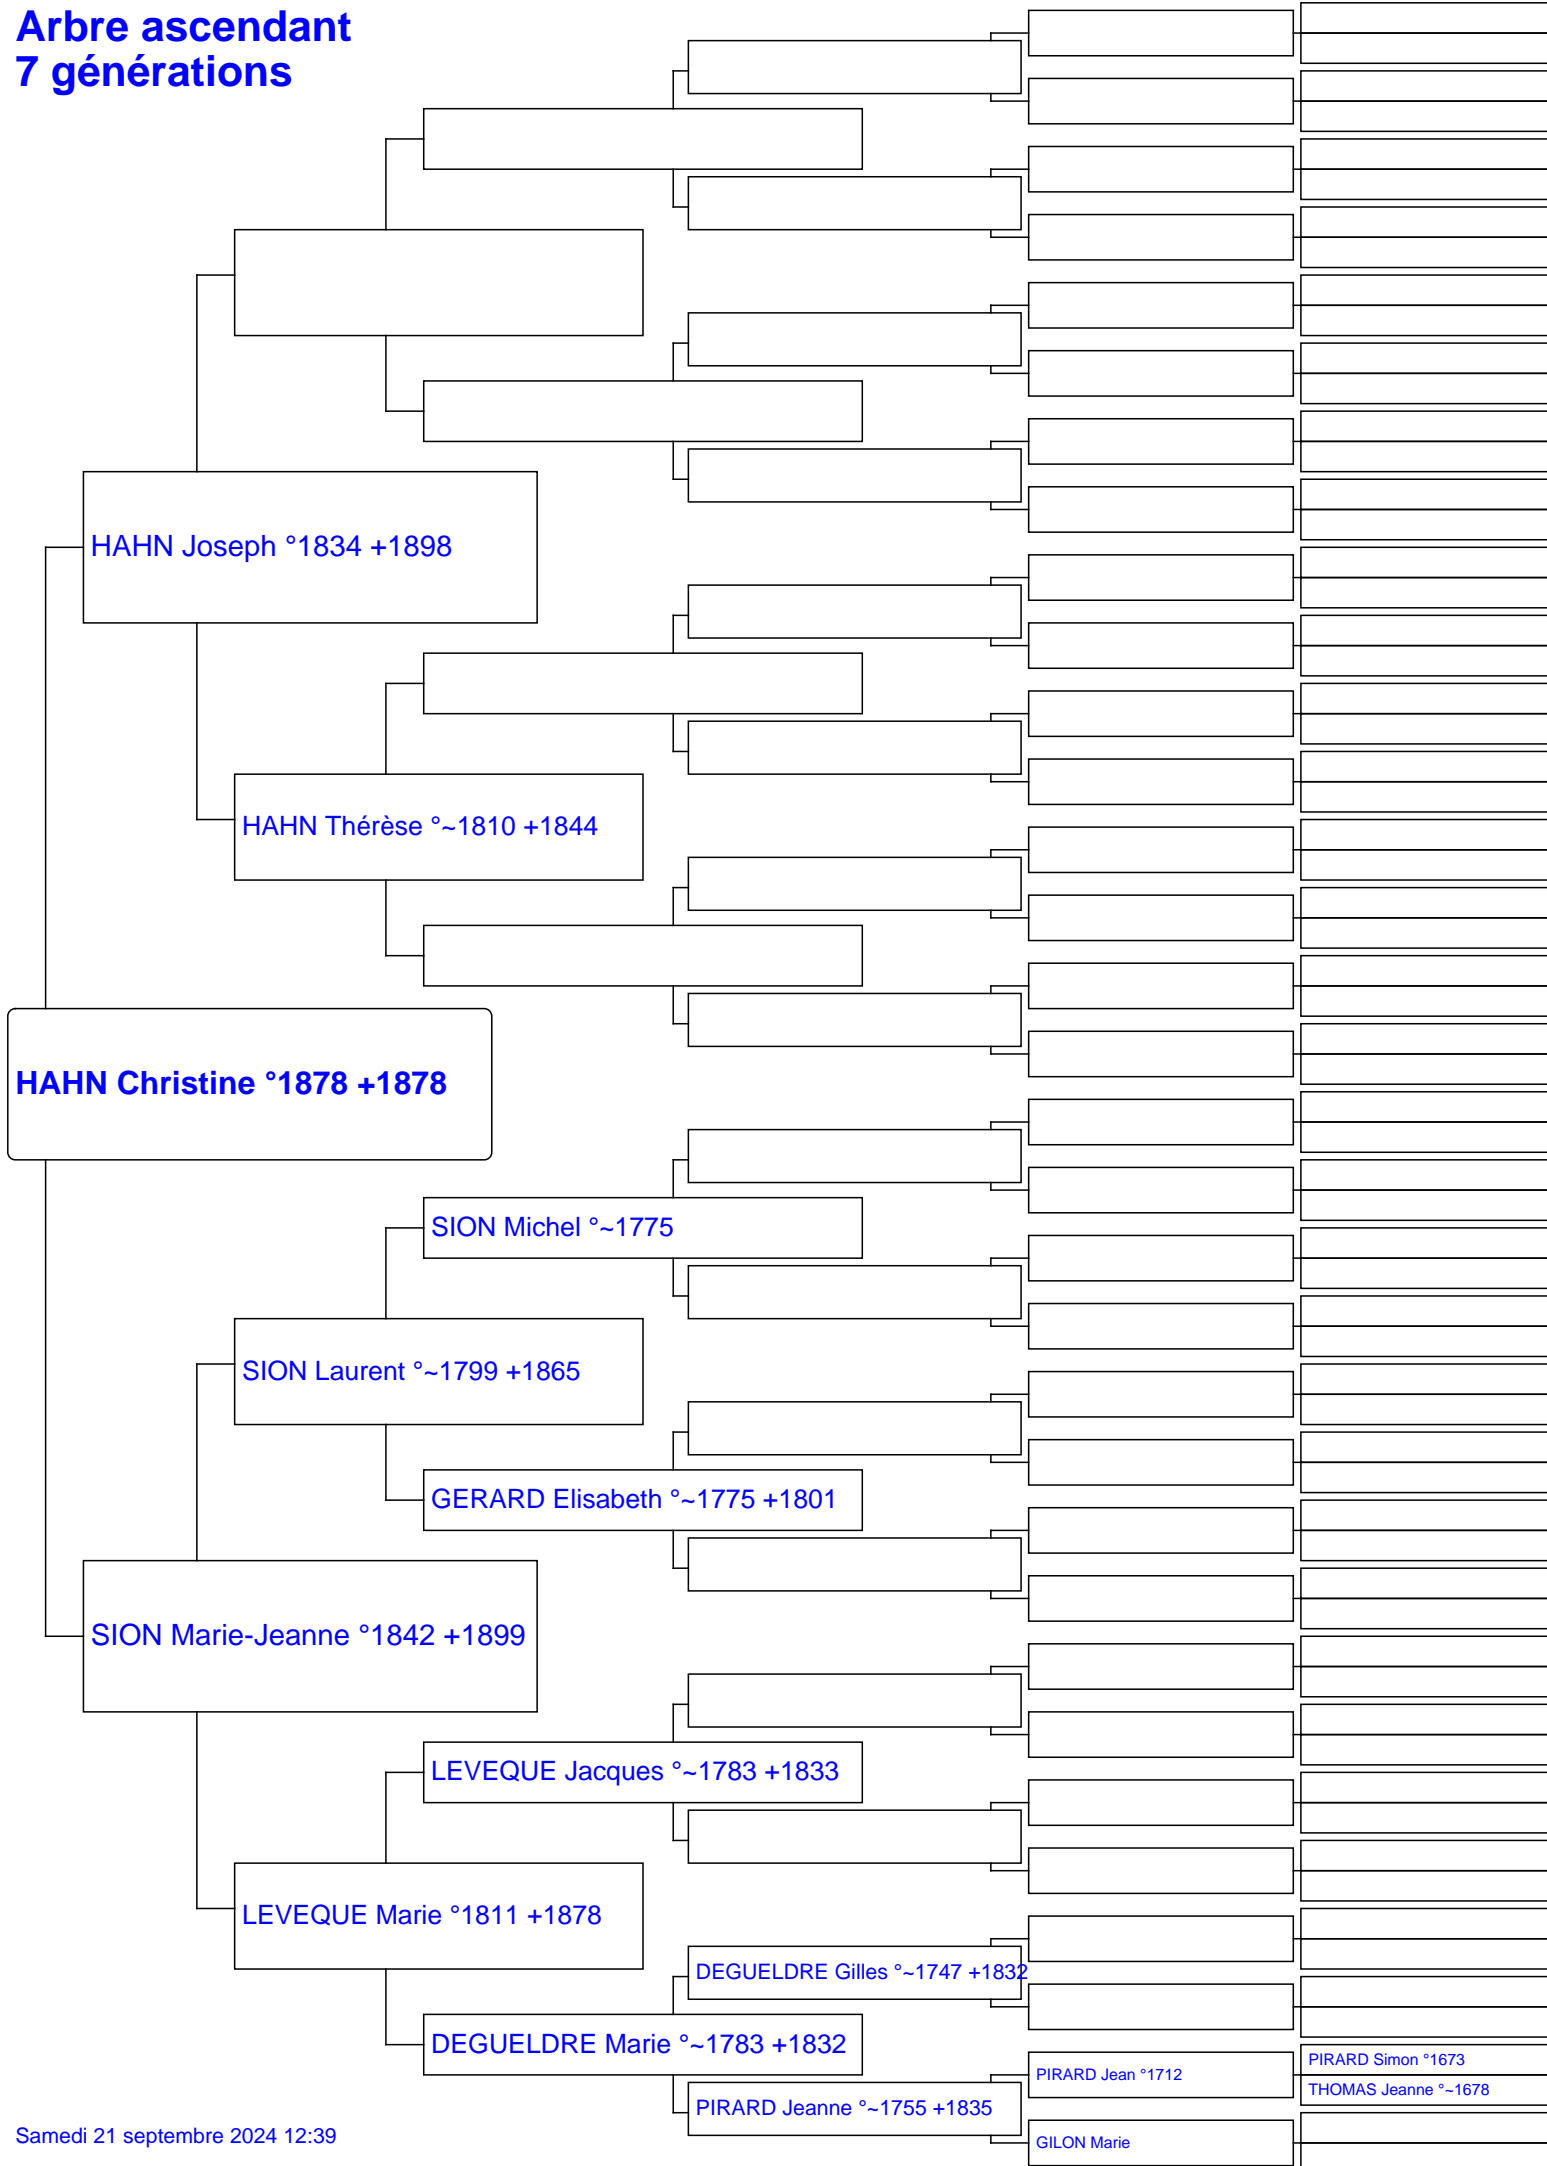 Arbre ascendant
7 générations
HAHN Joseph °1834 +1898
HAHN Thérèse °~1810 +1844
HAHN Christine °1878 +1878
SION Michel °~1775
SION Laurent °~1799 +1865
GERARD Elisabeth °~1775 +1801
SION Marie-Jeanne °1842 +1899
LEVEQUE Jacques °~1783 +1833
LEVEQUE Marie °1811 +1878
DEGUELDRE Gilles °~1747 +1832
DEGUELDRE Marie °~1783 +1832
PIRARD Simon °1673
PIRARD Jean °1712
THOMAS Jeanne °~1678
PIRARD Jeanne °~1755 +1835
GILON Marie
Samedi 21 septembre 2024 12:39